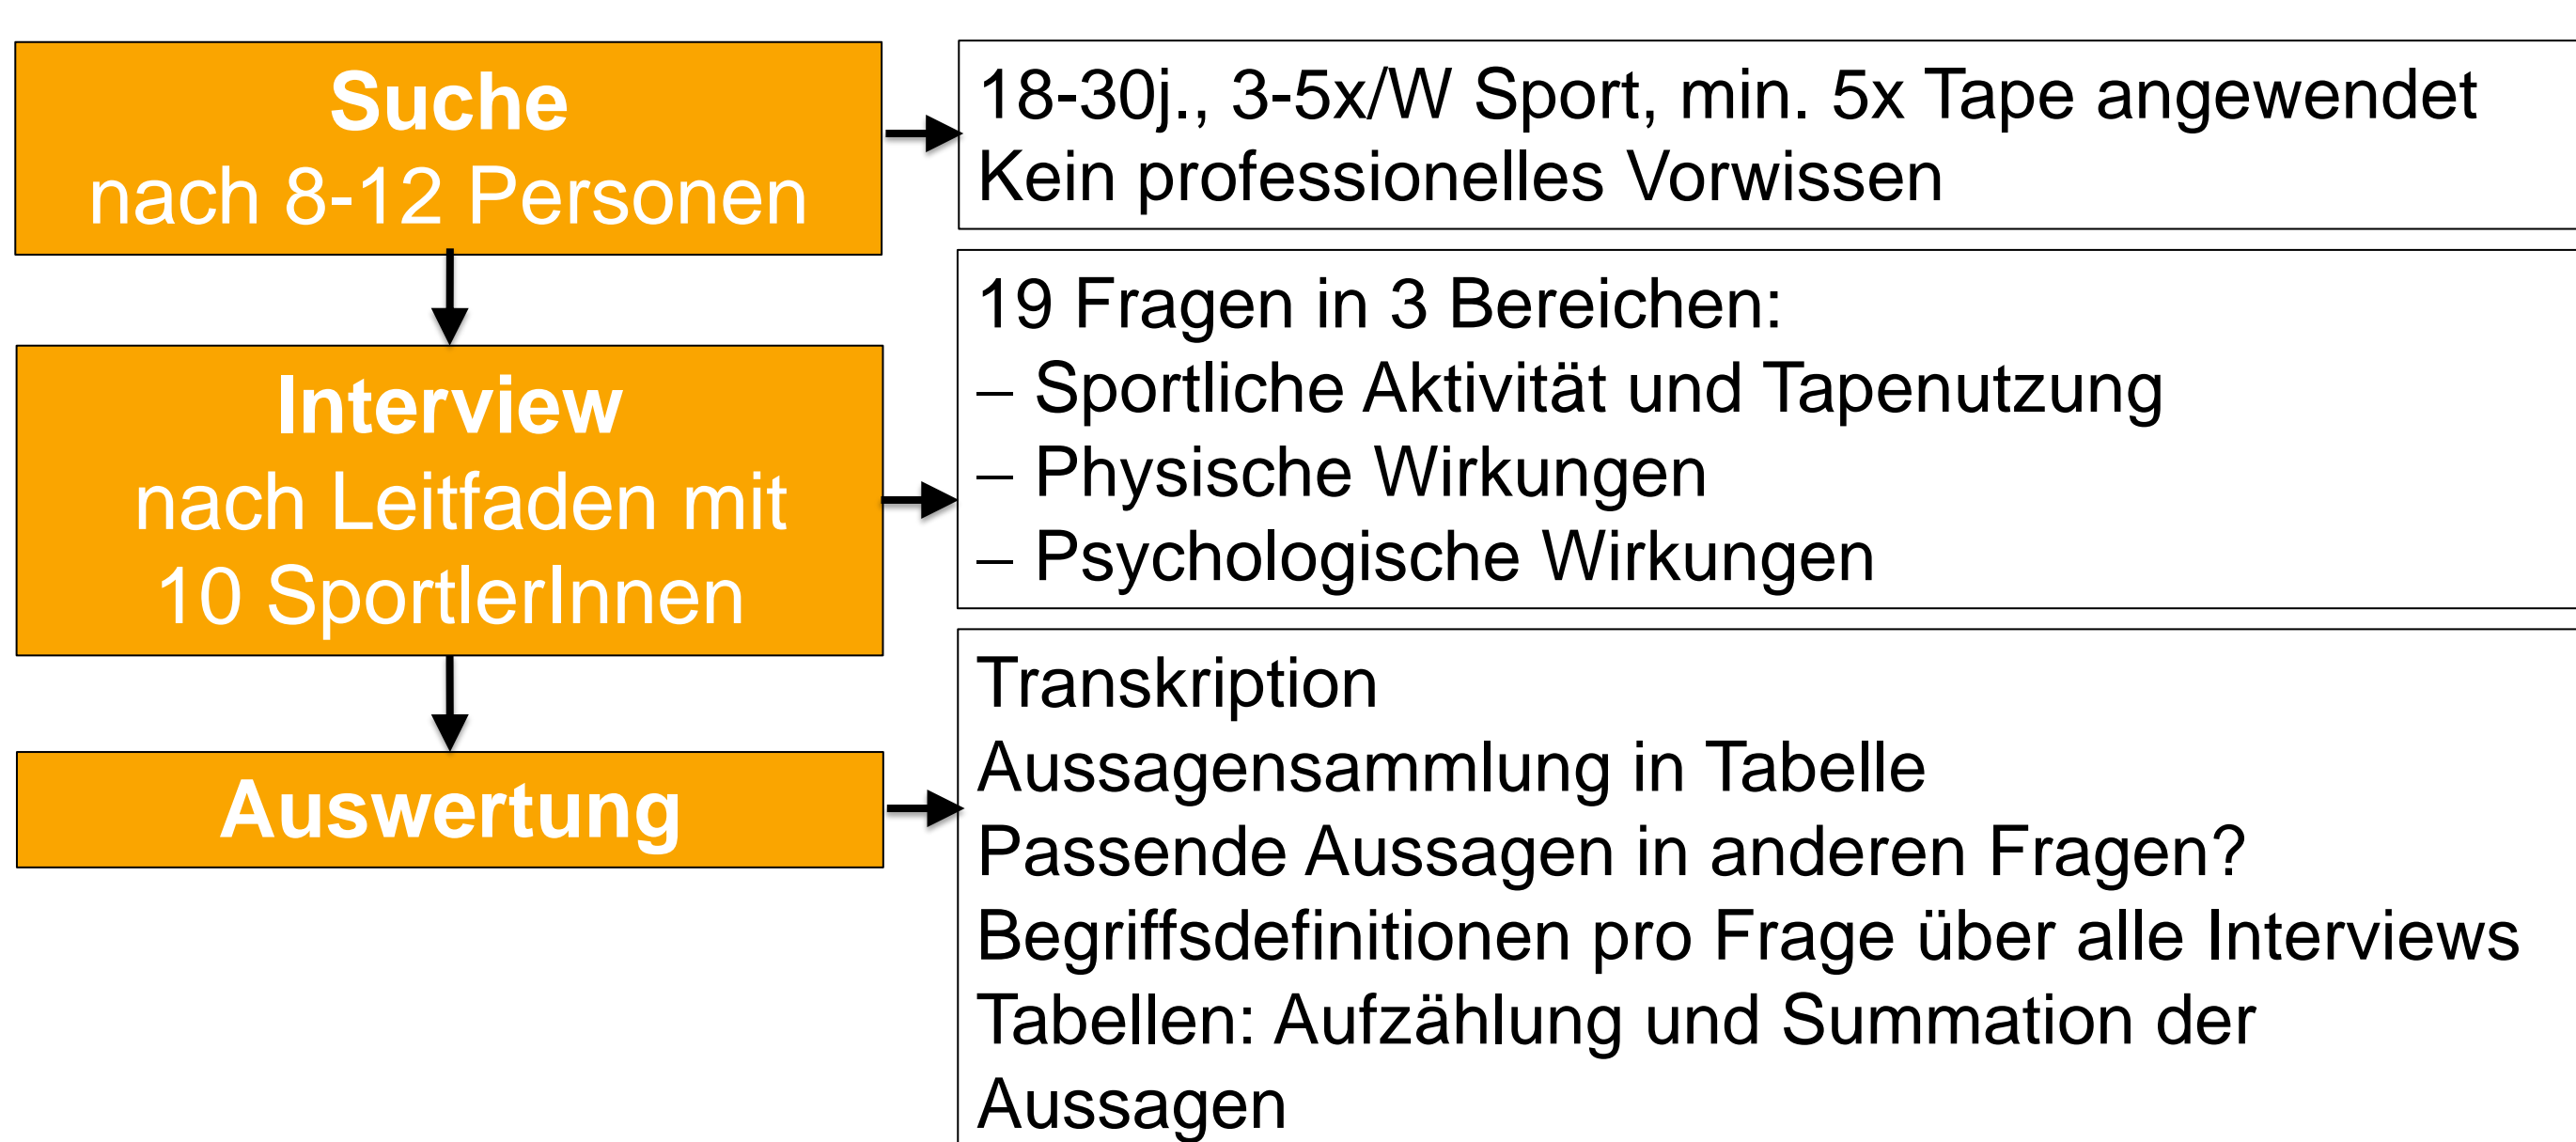 Suche
nach 8-12 Personen
18-30j., 3-5x/W Sport, min. 5x Tape angewendet
Kein professionelles Vorwissen
Interview
nach Leitfaden mit
10 SportlerInnen
19 Fragen in 3 Bereichen:
– Sportliche Aktivität und Tapenutzung
– Physische Wirkungen
– Psychologische Wirkungen
Auswertung
Transkription
Aussagensammlung in Tabelle
Passende Aussagen in anderen Fragen?
Begriffsdefinitionen pro Frage über alle Interviews
Tabellen: Aufzählung und Summation der
Aussagen